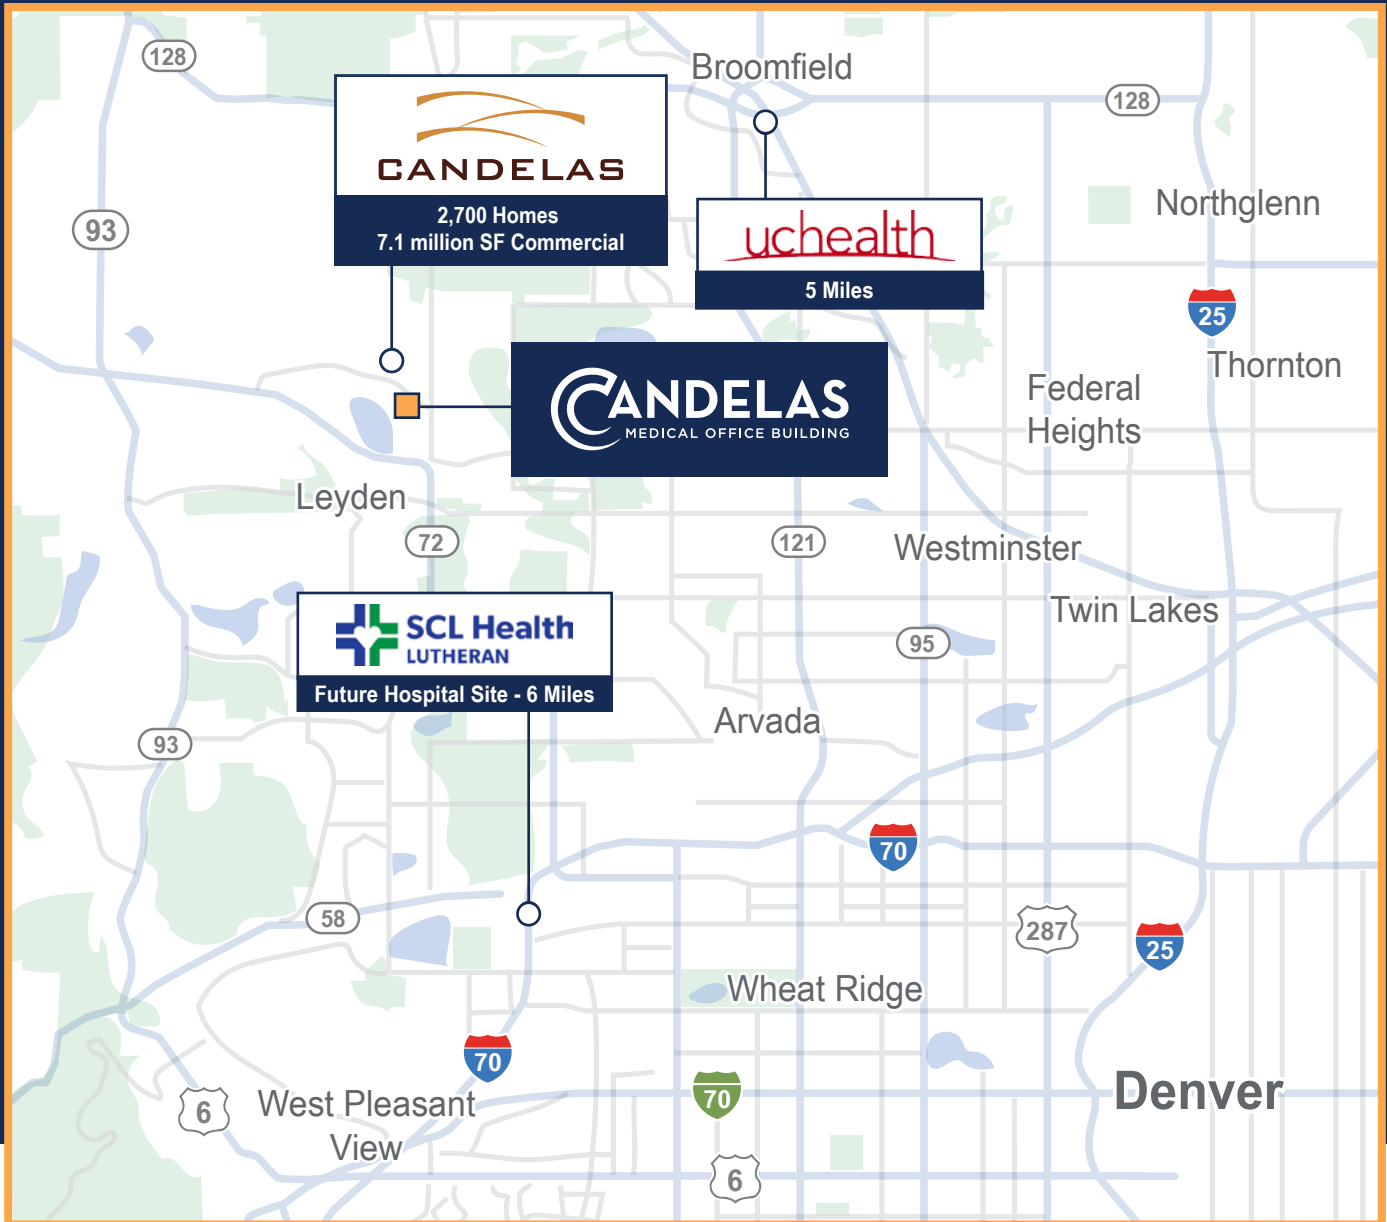 128
Broomfield
128
CANDELAS
2,700 Homes
7.1 million SF Commercial
93
Northglenn
uchealth
5 Miles
25
Thornton
CANDELAS
MEDICAL OFFICE BUILDING
Federal
Heights
Leyden
72
121
Westminster
Twin Lakes
SCL Health
LUTHERAN
Future Hospital Site - 6 Miles
95
Arvada
93
70
58
287
25
Wheat Ridge
70
70
Denver
6
West Pleasant
View
6